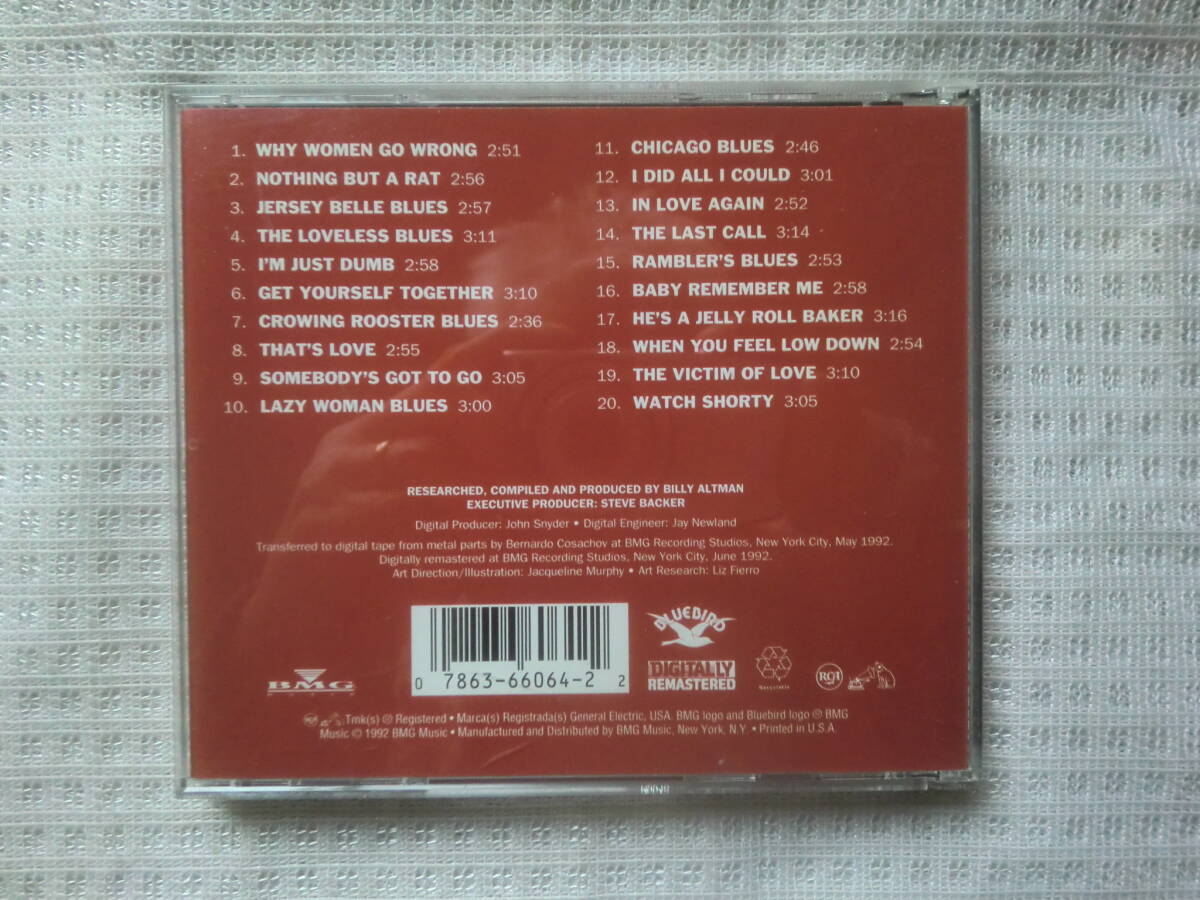 1. WHY WOMEN GO WRONG 2:51
2. NOTHING BUT A RAT 2:56
3. JERSEY BELLE BLUES 2:57
4. THE LOVELESS BLUES 3:11
5. I'M JUST DUMB 2:58
6. GET YOURSELF TOGETHER 3:10
7. CROWING ROOSTER BLUES 2:36
8. THAT'S LOVE 2:55
9. SOMEBODY'S GOT TO GO 3:05
10. LAZY WOMAN BLUES 3:00
11. CHICAGO BLUES 2:46
12. I DID ALL I COULD 3:01
13. IN LOVE AGAIN 2:52
14. THE LAST CALL 3:14
15. RAMBLER'S BLUES 2:53
16. BABY REMEMBER ME 2:58
17. HE'S A JELLY ROLL BAKER 3:16
18. WHEN YOU FEEL LOW DOWN 2:54
19. THE VICTIM OF LOVE 3:10
20. WATCH SHORTY 3:05
RESEARCHED, COMPILED AND PRODUCED BY BILLY ALTMAN
EXECUTIVE PRODUCER: STEVE BACKER
Digital Producer: John Snyder • Digital Engineer: Jay Newland
Transferred to digital tape from metal parts by Bernardo Cosachov at BMG Recording Studios, New York City, May 1992.
Digitally remastered at BMG Recording Studios, New York City, June 1992.
Art Direction/Illustration: Jacqueline Murphy • Art Research: Liz Fierro
BMG
0 7863-66064-2 2
BLUEBIRD
DIGITALLY
REMASTERED
RCA
Tmk(s) ® Registered • Marca(s) Registrada(s) General Electric, USA. BMG logo and Bluebird logo ® BMG
Music © 1992 BMG Music • Manufactured and Distributed by BMG Music, New York, N.Y. • Printed in U.S.A.